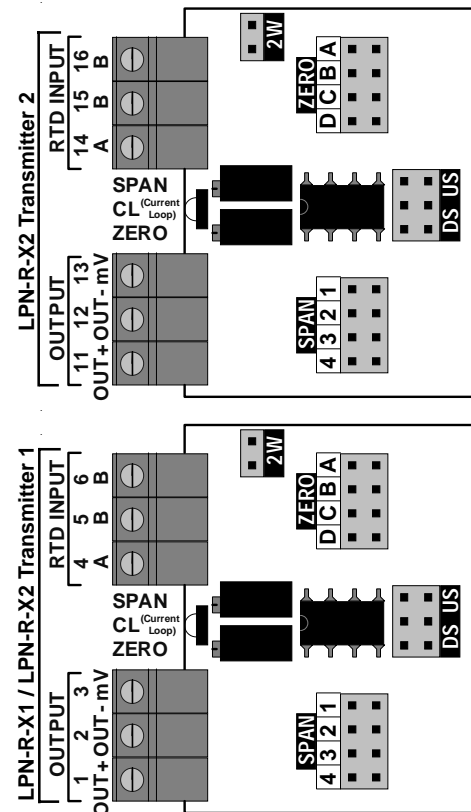 LPN-R-X2 Transmitter 2
RTD INPUT
16 B
15 B
14 A
2W
ZERO
D C B A
SPAN
CL (Current Loop)
ZERO
DS US
OUTPUT
13 mV
12 OUT-
11 OUT+
SPAN
4 3 2 1
LPN-R-X1 / LPN-R-X2 Transmitter 1
RTD INPUT
6 B
5 B
4 A
2W
ZERO
D C B A
SPAN
CL (Current Loop)
ZERO
DS US
OUTPUT
3 mV
2 OUT-
1 OUT+
SPAN
4 3 2 1